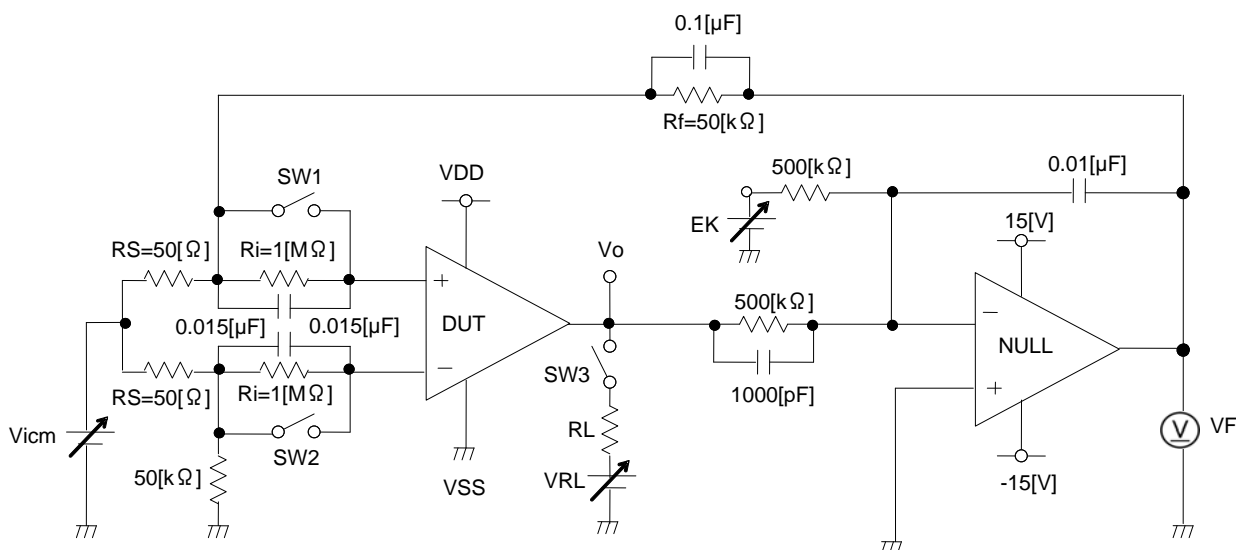 0.1[µF]
Rf=50[kΩ]
VDD
SW1
500[kΩ]
0.01[µF]
EK
15[V]
RS=50[Ω]
Ri=1[MΩ]
Vo
+
0.015[µF]
0.015[µF]
DUT
500[kΩ]
−
NULL
−
RS=50[Ω]
Ri=1[MΩ]
SW3
1000[pF]
+
Vicm
SW2
RL
V
VF
50[kΩ]
VSS
VRL
-15[V]